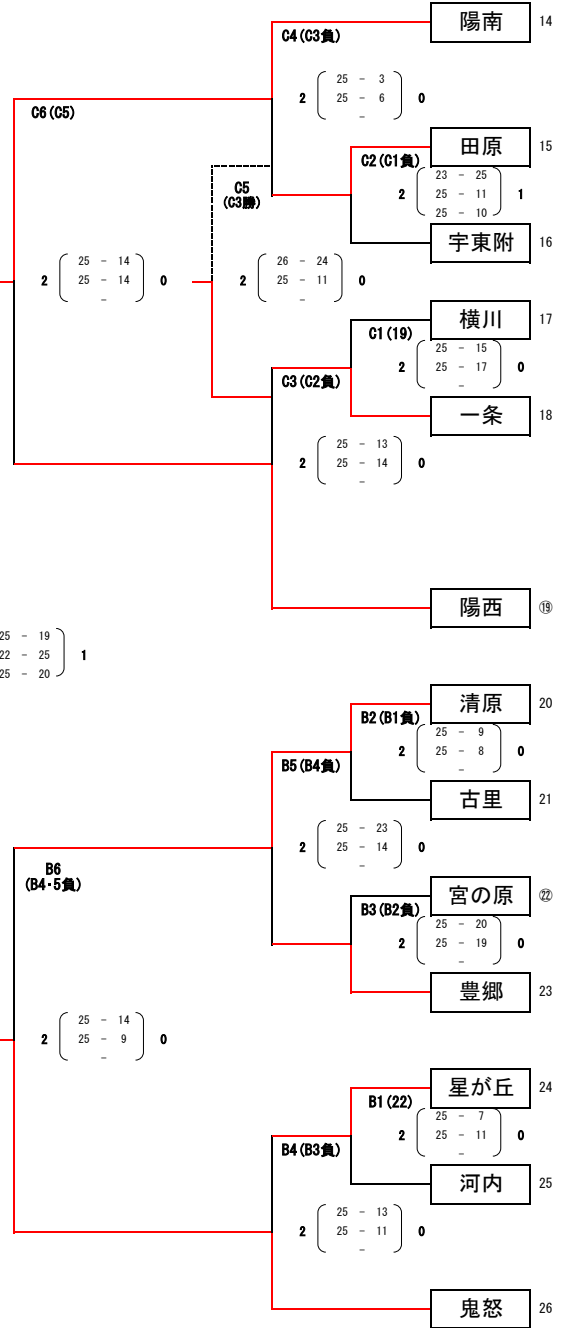 陽南 14
C4(C3負)
2 25 - 3 0
25 - 6
-
C6(C5)
田原 15
C2(C1負)
2 23 - 25 1
25 - 11
25 - 10
C5
(C3勝)
宇東附 16
2 25 - 14 0
25 - 14
-
2 26 - 24 0
25 - 11
-
横川 17
C1(19)
2 25 - 15 0
25 - 17
-
C3(C2負)
一条 18
2 25 - 13 0
25 - 14
-
陽西 ⑲
25 - 19 1
22 - 25
25 - 20
清原 20
B2(B1負)
2 25 - 9 0
25 - 8
-
B5(B4負)
古里 21
2 25 - 23 0
25 - 14
-
B6
(B4・5負)
宮の原 ㉒
B3(B2負)
2 25 - 20 0
25 - 19
-
豊郷 23
2 25 - 14 0
25 - 9
-
星が丘 24
B1(22)
2 25 - 7 0
25 - 11
-
B4(B3負)
河内 25
2 25 - 13 0
25 - 11
-
鬼怒 26